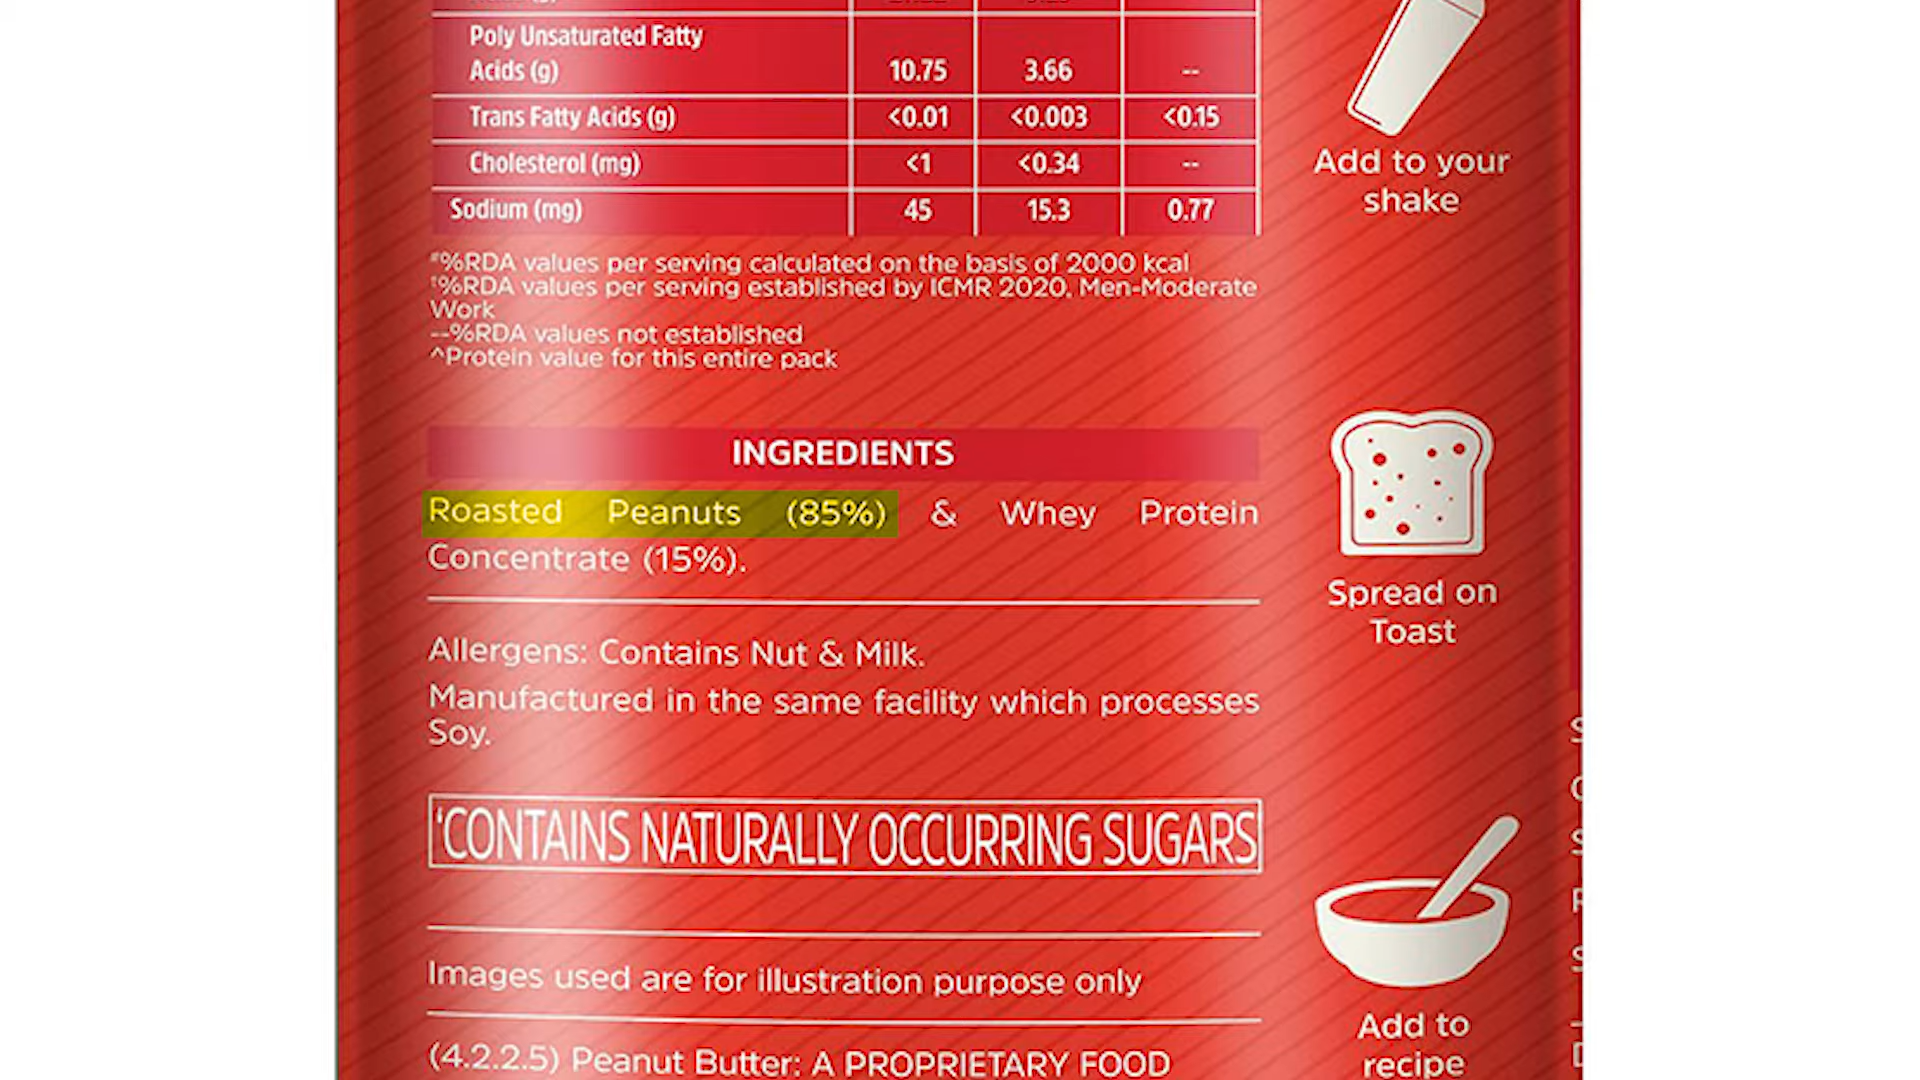 Poly Unsaturated Fatty
Acids (g) 10.75 3.66 --
Trans Fatty Acids (g) <0.01 <0.003 <0.15
Cholesterol (mg) <1 <0.34 --
Sodium (mg) 45 15.3 0.77
#%RDA values per serving calculated on the basis of 2000 kcal
%RDA values per serving established by ICMR 2020, Men-Moderate
Work
--%RDA values not established
^Protein value for this entire pack
INGREDIENTS
Roasted Peanuts (85%) & Whey Protein
Concentrate (15%).
Allergens: Contains Nut & Milk.
Manufactured in the same facility which processes
Soy.
'CONTAINS NATURALLY OCCURRING SUGARS
Images used are for illustration purpose only
(4.2.2.5) Peanut Butter: A PROPRIETARY FOOD
Add to your
shake
Spread on
Toast
Add to
recipe